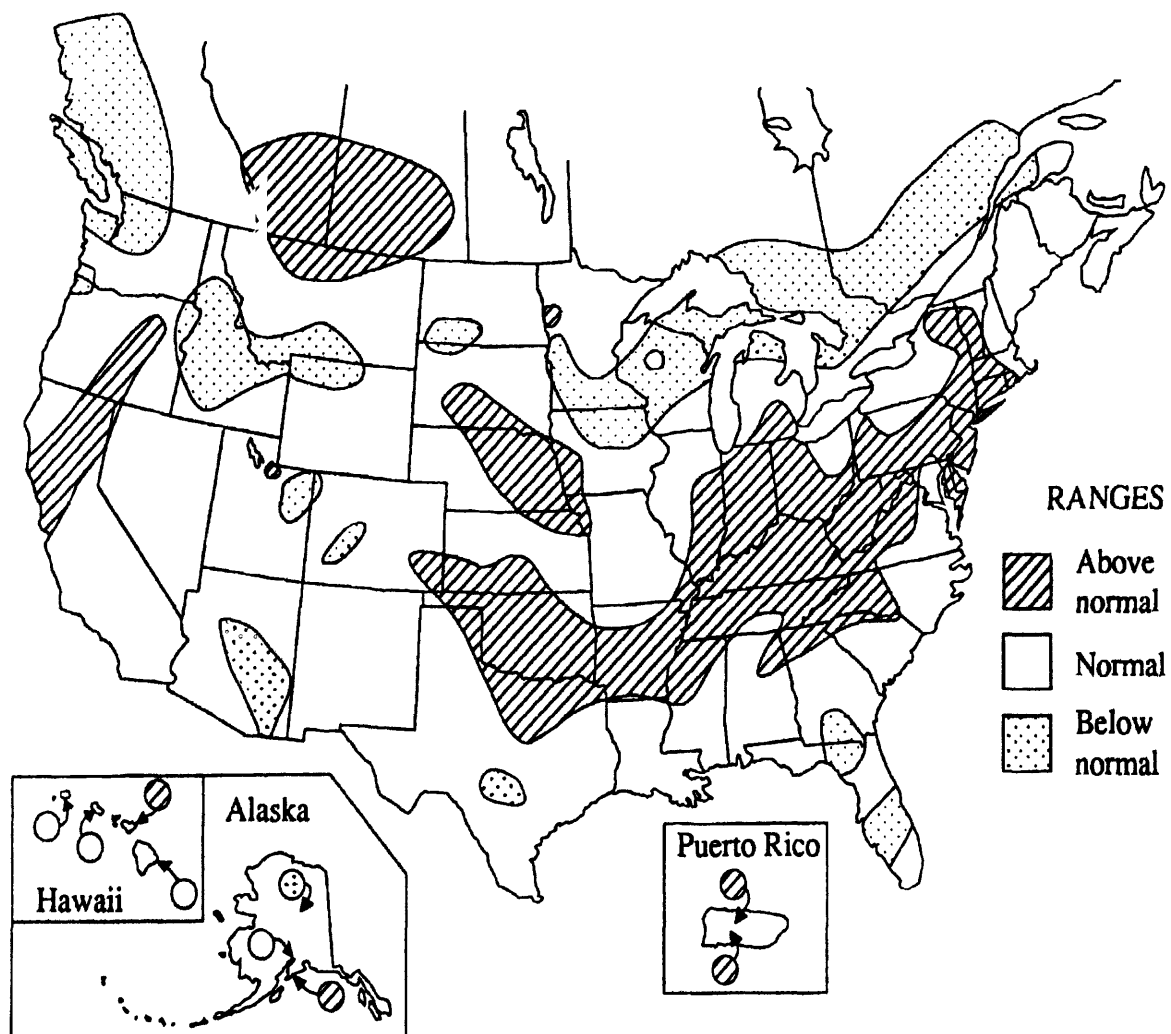 RANGES
Above
normal
Normal
Below
normal
Alaska
Hawaii
Puerto Rico